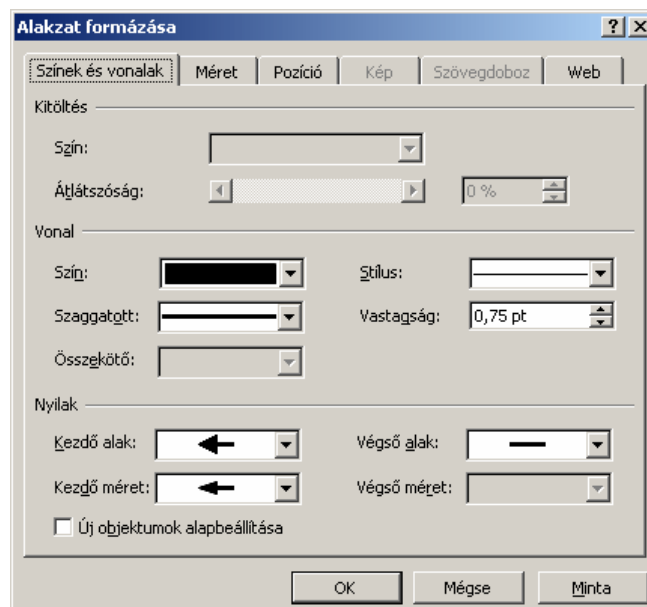 Alakzat formázása
Színek és vonalak Méret Pozíció Kép Szövegdoboz Web
Kitöltés
Szín:
Átlátszóság: 0 %
Vonal
Szín: Stílus:
Szaggatott: Vastagság: 0,75 pt
Összekötő:
Nyilak
Kezdő alak: Végső alak:
Kezdő méret: Végső méret:
Új objektumok alapbeállítása
OK Mégse Minta